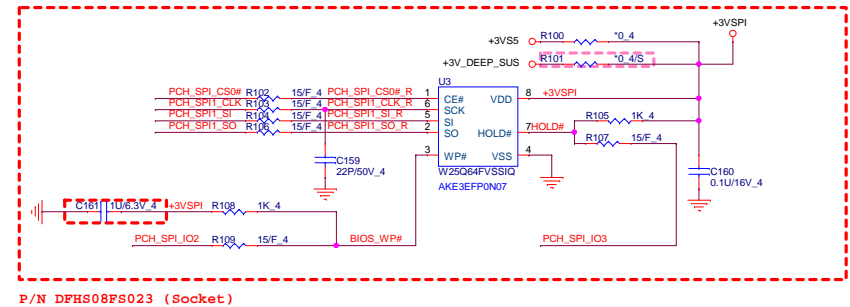 +3VSPI
+3VS5 R100 *0_4
+3V_DEEP_SUS R101 *0_4/S
U3
PCH_SPI_CS0# R102 15/F_4 PCH_SPI_CS0#_R 1 CE# VDD 8 +3VSPI
PCH_SPI1_CLK R103 15/F_4 PCH_SPI1_CLK_R 6 SCK
PCH_SPI1_SI R104 15/F_4 PCH_SPI1_SI_R 5 SI R105 1K_4
PCH_SPI1_SO R106 15/F_4 PCH_SPI1_SO_R 2 SO HOLD# 7 HOLD#
R107 15/F_4
3 WP# VSS 4
C159
22P/50V_4
W25Q64FVSSIQ
AKE3EFP0N07
C160
0.1U/16V_4
C161 1U/6.3V_4 +3VSPI R108 1K_4
PCH_SPI_IO2 R109 15/F_4 BIOS_WP# PCH_SPI_IO3
P/N DFHS08FS023 (Socket)